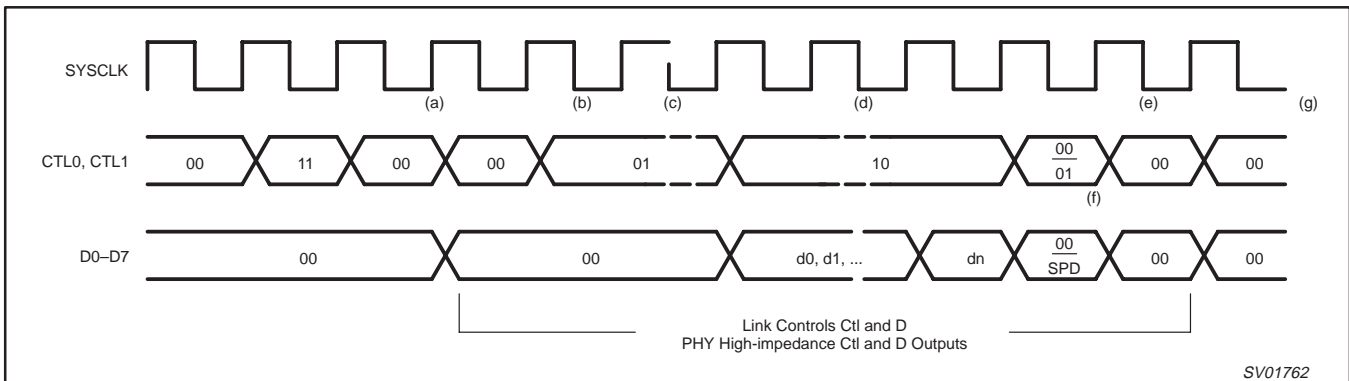 SYSCLK
(a) (b) (c) (d) (e) (g)
CTL0, CTL1 00 11 00 00 01 10 00 00 00
01
(f)
D0–D7 00 00 d0, d1, ... dn 00 00 00
SPD
Link Controls Ctl and D
PHY High-impedance Ctl and D Outputs
SV01762